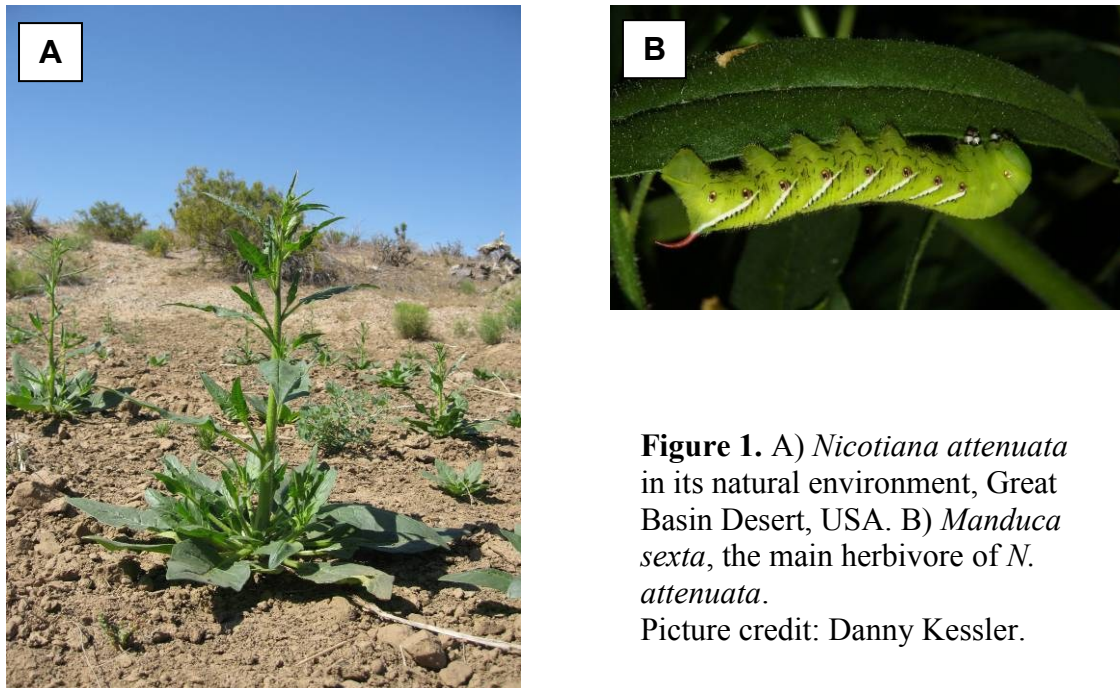 A
B
Figure 1. A) Nicotiana attenuata
in its natural environment, Great
Basin Desert, USA. B) Manduca
sexta, the main herbivore of N.
attenuata.
Picture credit: Danny Kessler.